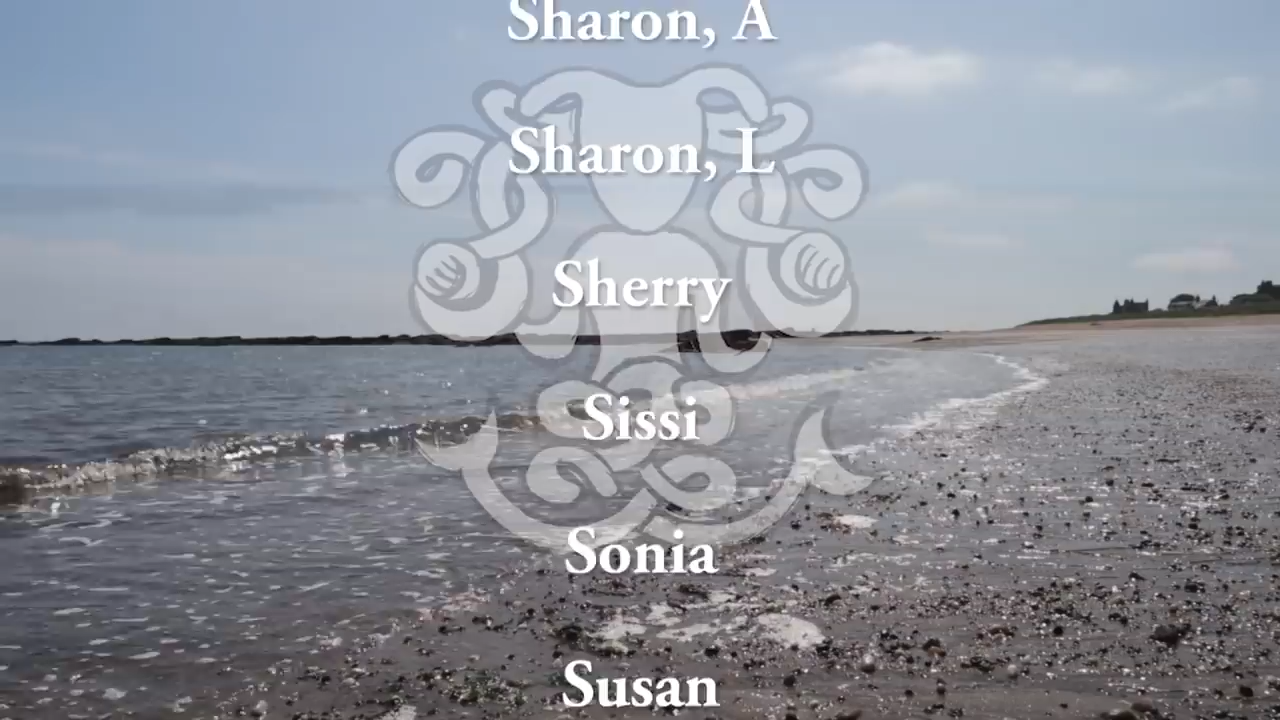 Sharon, A
Sharon, L
Sherry
Sissi
Sonia
Susan